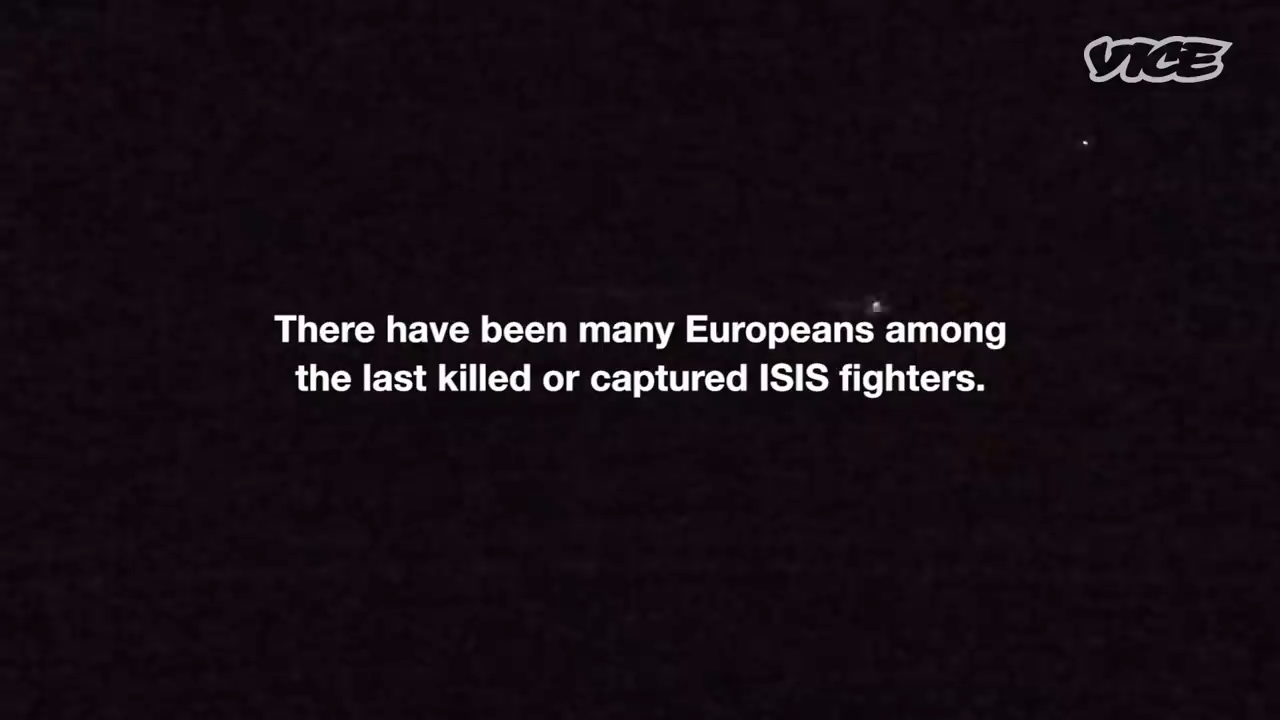 VICE
There have been many Europeans among
the last killed or captured ISIS fighters.